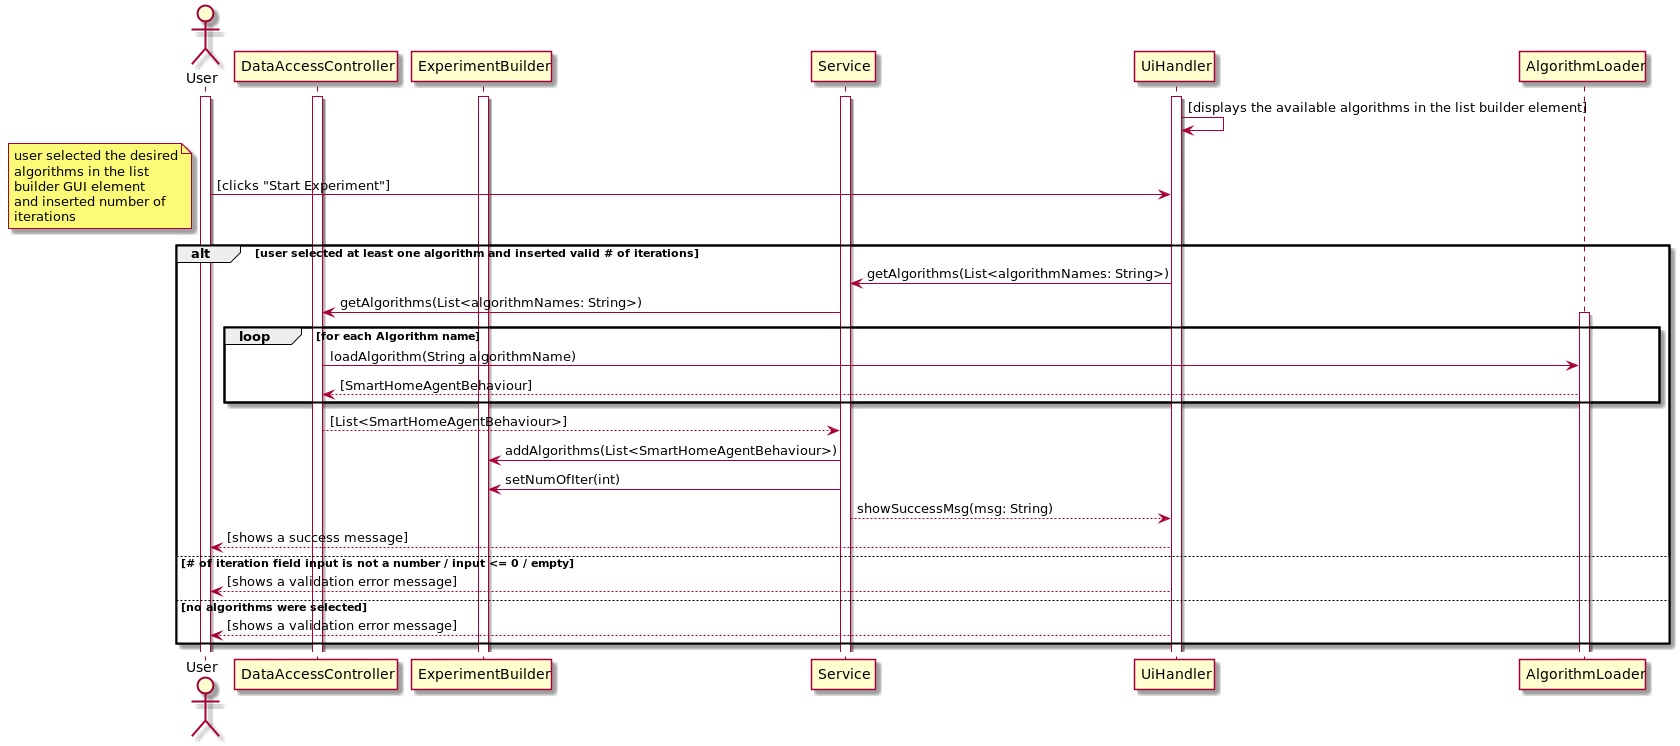 User
DataAccessController
ExperimentBuilder
Service
UiHandler
AlgorithmLoader
[displays the available algorithms in the list builder element]
user selected the desired
algorithms in the list
builder GUI element
and inserted number of
iterations
[clicks "Start Experiment"]
alt
[user selected at least one algorithm and inserted valid # of iterations]
getAlgorithms(List<algorithmNames: String>)
getAlgorithms(List<algorithmNames: String>)
loop
[for each Algorithm name]
loadAlgorithm(String algorithmName)
[SmartHomeAgentBehaviour]
[List<SmartHomeAgentBehaviour>]
addAlgorithms(List<SmartHomeAgentBehaviour>)
setNumOfIter(int)
showSuccessMsg(msg: String)
[shows a success message]
[# of iteration field input is not a number / input <= 0 / empty]
[shows a validation error message]
[no algorithms were selected]
[shows a validation error message]
User
DataAccessController
ExperimentBuilder
Service
UiHandler
AlgorithmLoader